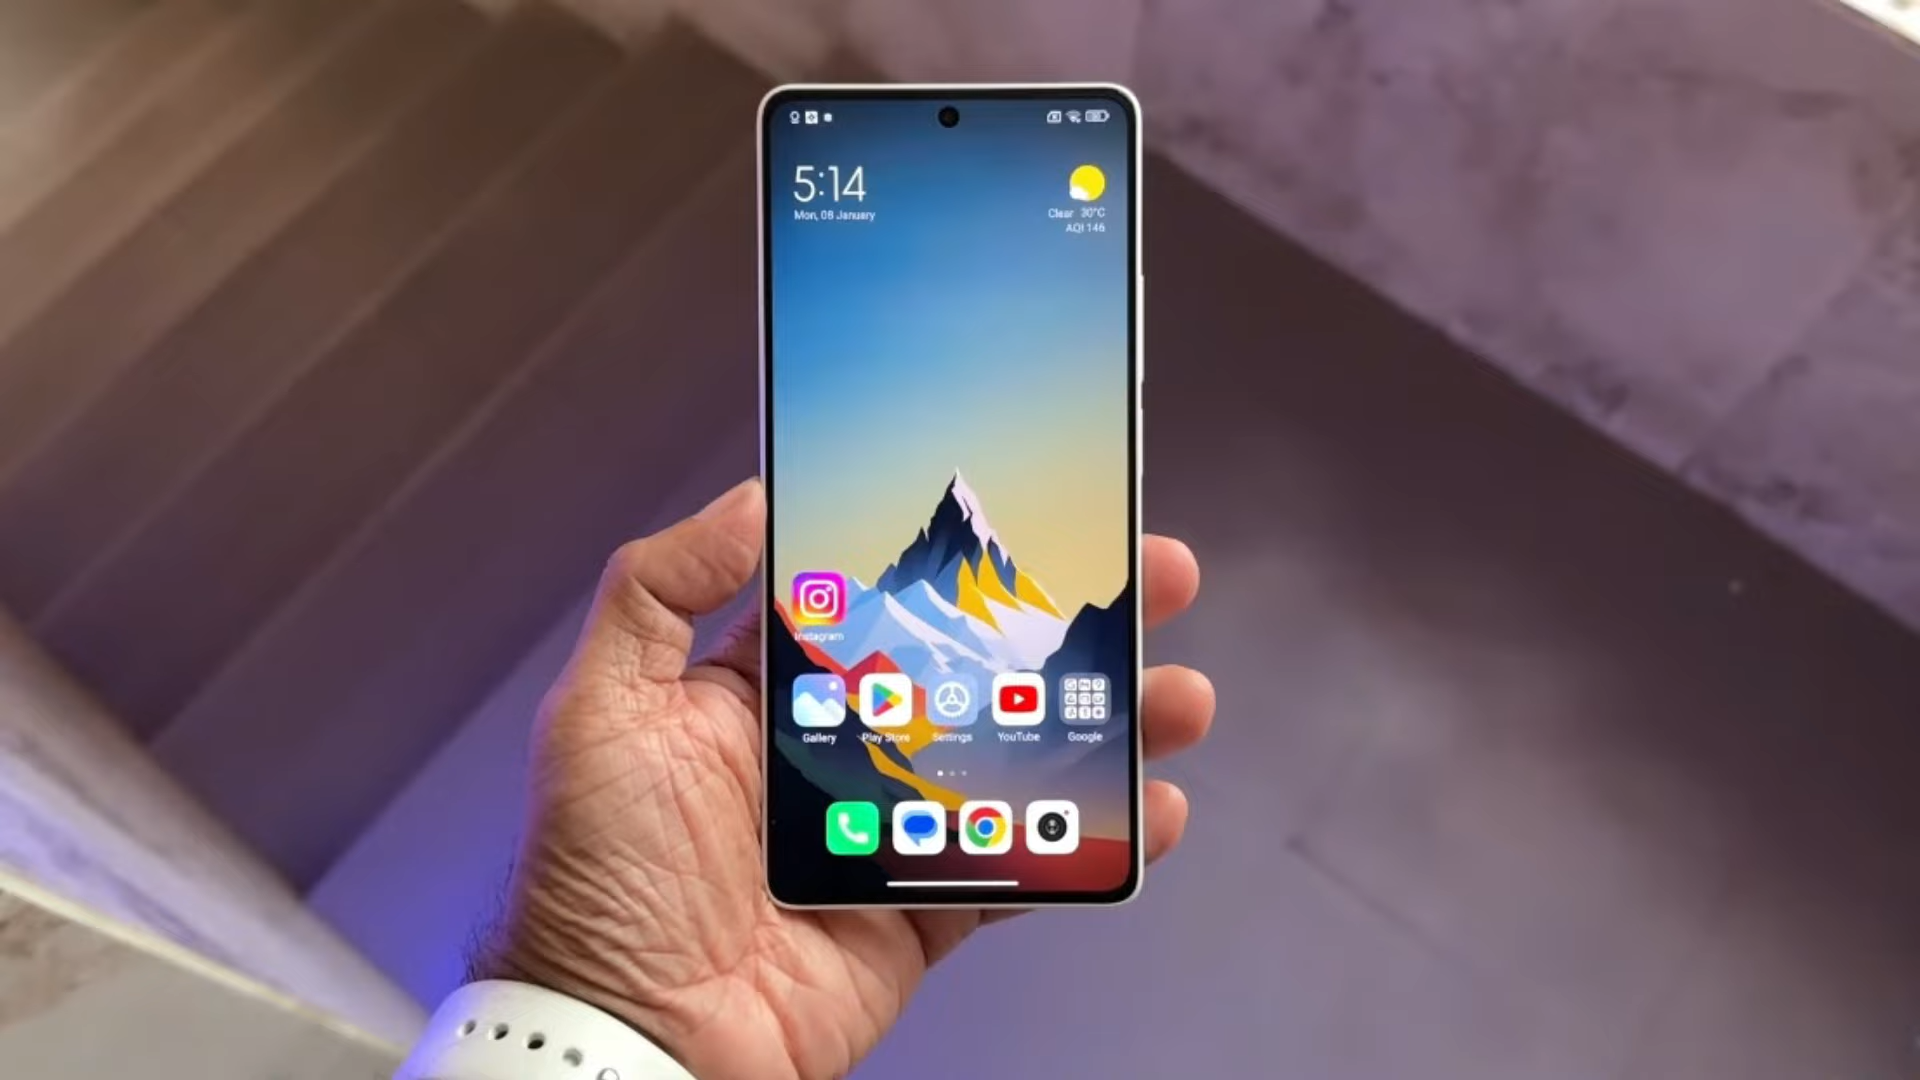 5:14
Mon, 08 January
Clear 30°C
AQI 146
Instagram
Gallery
Play Store
Settings
YouTube
Google